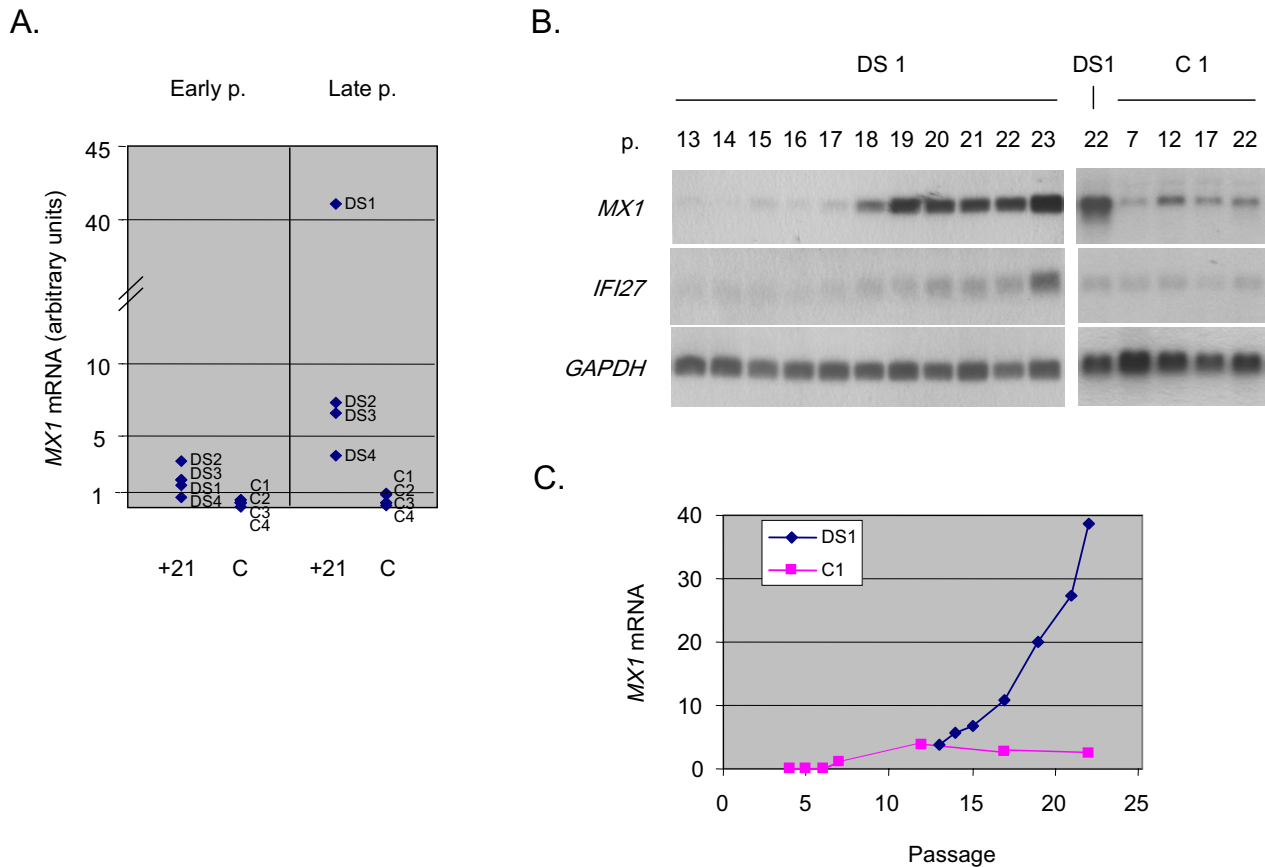 A.
Early p. Late p.
MX1 mRNA (arbitrary units)
45
40
10
5
1
DS1
DS2
DS3
DS4
DS2
DS3
DS1
DS4
C1
C2
C3
C4
C1
C2
C3
C4
+21 C +21 C
B.
DS 1 DS1 C 1
p. 13 14 15 16 17 18 19 20 21 22 23 22 7 12 17 22
MX1
IFI27
GAPDH
C.
MX1 mRNA
40
30
20
10
0
DS1
C1
0 5 10 15 20 25
Passage